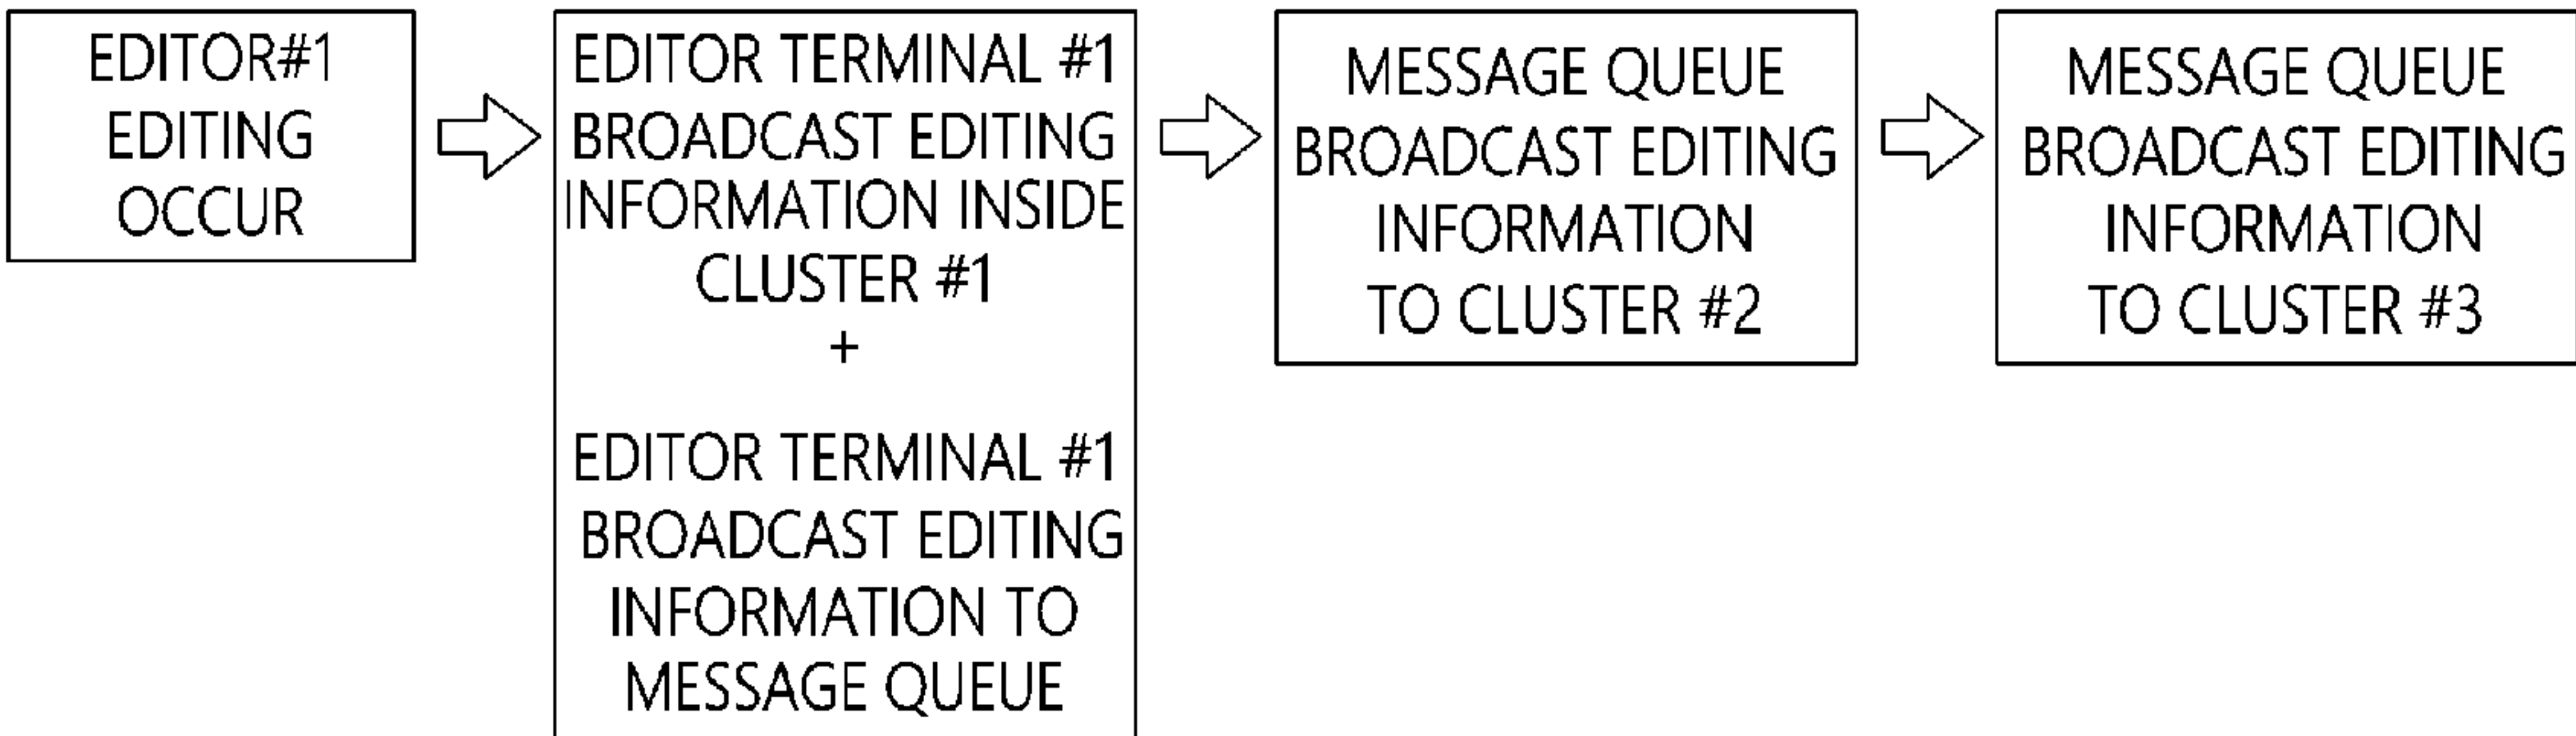 EDITOR#1
EDITING
OCCUR
EDITOR TERMINAL #1
BROADCAST EDITING
INFORMATION INSIDE
CLUSTER #1
+
EDITOR TERMINAL #1
BROADCAST EDITING
INFORMATION TO
MESSAGE QUEUE
MESSAGE QUEUE
BROADCAST EDITING
INFORMATION
TO CLUSTER #2
MESSAGE QUEUE
BROADCAST EDITING
INFORMATION
TO CLUSTER #3